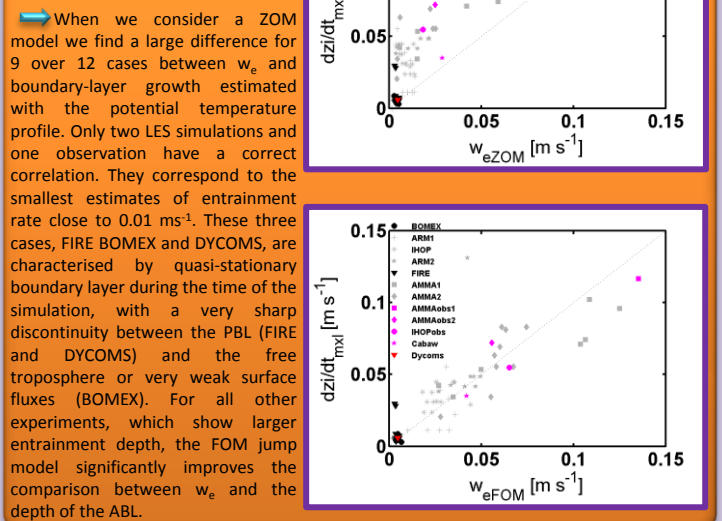 When we consider a ZOM
model we find a large difference for
9 over 12 cases between we and
boundary-layer growth estimated
with the potential temperature
profile. Only two LES simulations and
one observation have a correct
correlation. They correspond to the
smallest estimates of entrainment
rate close to 0.01 ms-1. These three
cases, FIRE BOMEX and DYCOMS, are
characterised by quasi-stationary
boundary layer during the time of the
simulation, with a very sharp
discontinuity between the PBL (FIRE
and DYCOMS) and the free
troposphere or very weak surface
fluxes (BOMEX). For all other
experiments, which show larger
entrainment depth, the FOM jump
model significantly improves the
comparison between we and the
depth of the ABL.
dzi/dtmx
0.05
0
0 0.05 0.1 0.15
weZOM [m s-1]
dzi/dtmxl [m s-1]
0.15
0.1
0.05
0
BOMEX
ARM1
IHOP
ARM2
FIRE
AMMA1
AMMA2
AMMAobs1
AMMAobs2
IHOPobs
Cabaw
Dycoms
0 0.05 0.1 0.15
weFOM [m s-1]